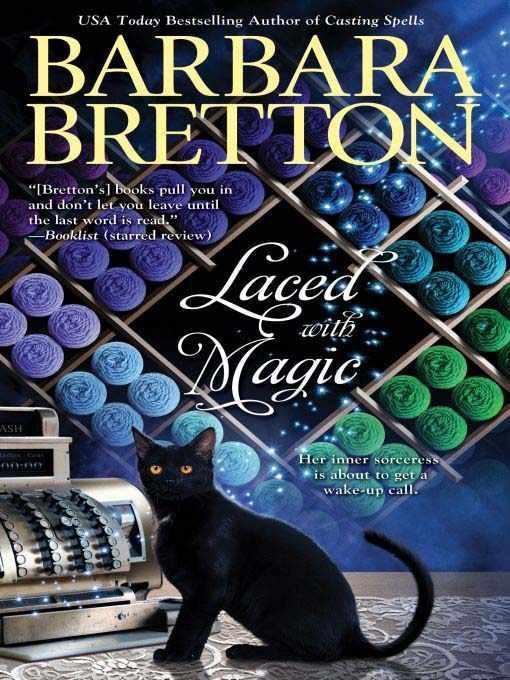 USA Today Bestselling Author of Casting Spells
BARBARA
BRETTON
“[Bretton's] books pull you in
and don't let you leave until
the last word is read.”
—Booklist (starred review)
Laced
with
Magic
ASH
Her inner sorceress
is about to get a
wake-up call.